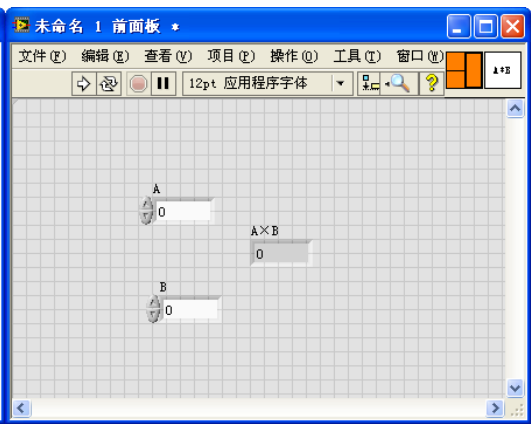 未命名 1 前面板 *
文件(F) 编辑(E) 查看(V) 项目(P) 操作(O) 工具(T) 窗口(W)
12pt 应用程序字体
A*B
A
0
A×B
0
B
0